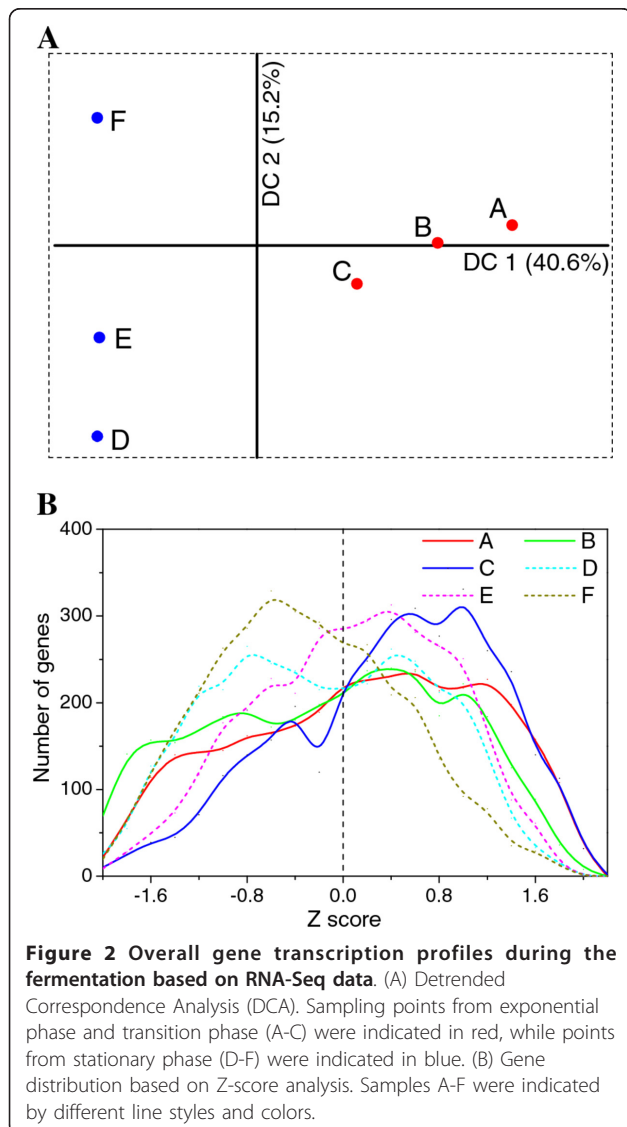 A
F
DC 2 (15.2%)
A
B
DC 1 (40.6%)
C
E
D
B
400
A B
C D
E F
300
Number of genes
200
100
0
-1.6 -0.8 0.0 0.8 1.6
Z score
Figure 2 Overall gene transcription profiles during the
fermentation based on RNA-Seq data. (A) Detrended
Correspondence Analysis (DCA). Sampling points from exponential
phase and transition phase (A-C) were indicated in red, while points
from stationary phase (D-F) were indicated in blue. (B) Gene
distribution based on Z-score analysis. Samples A-F were indicated
by different line styles and colors.